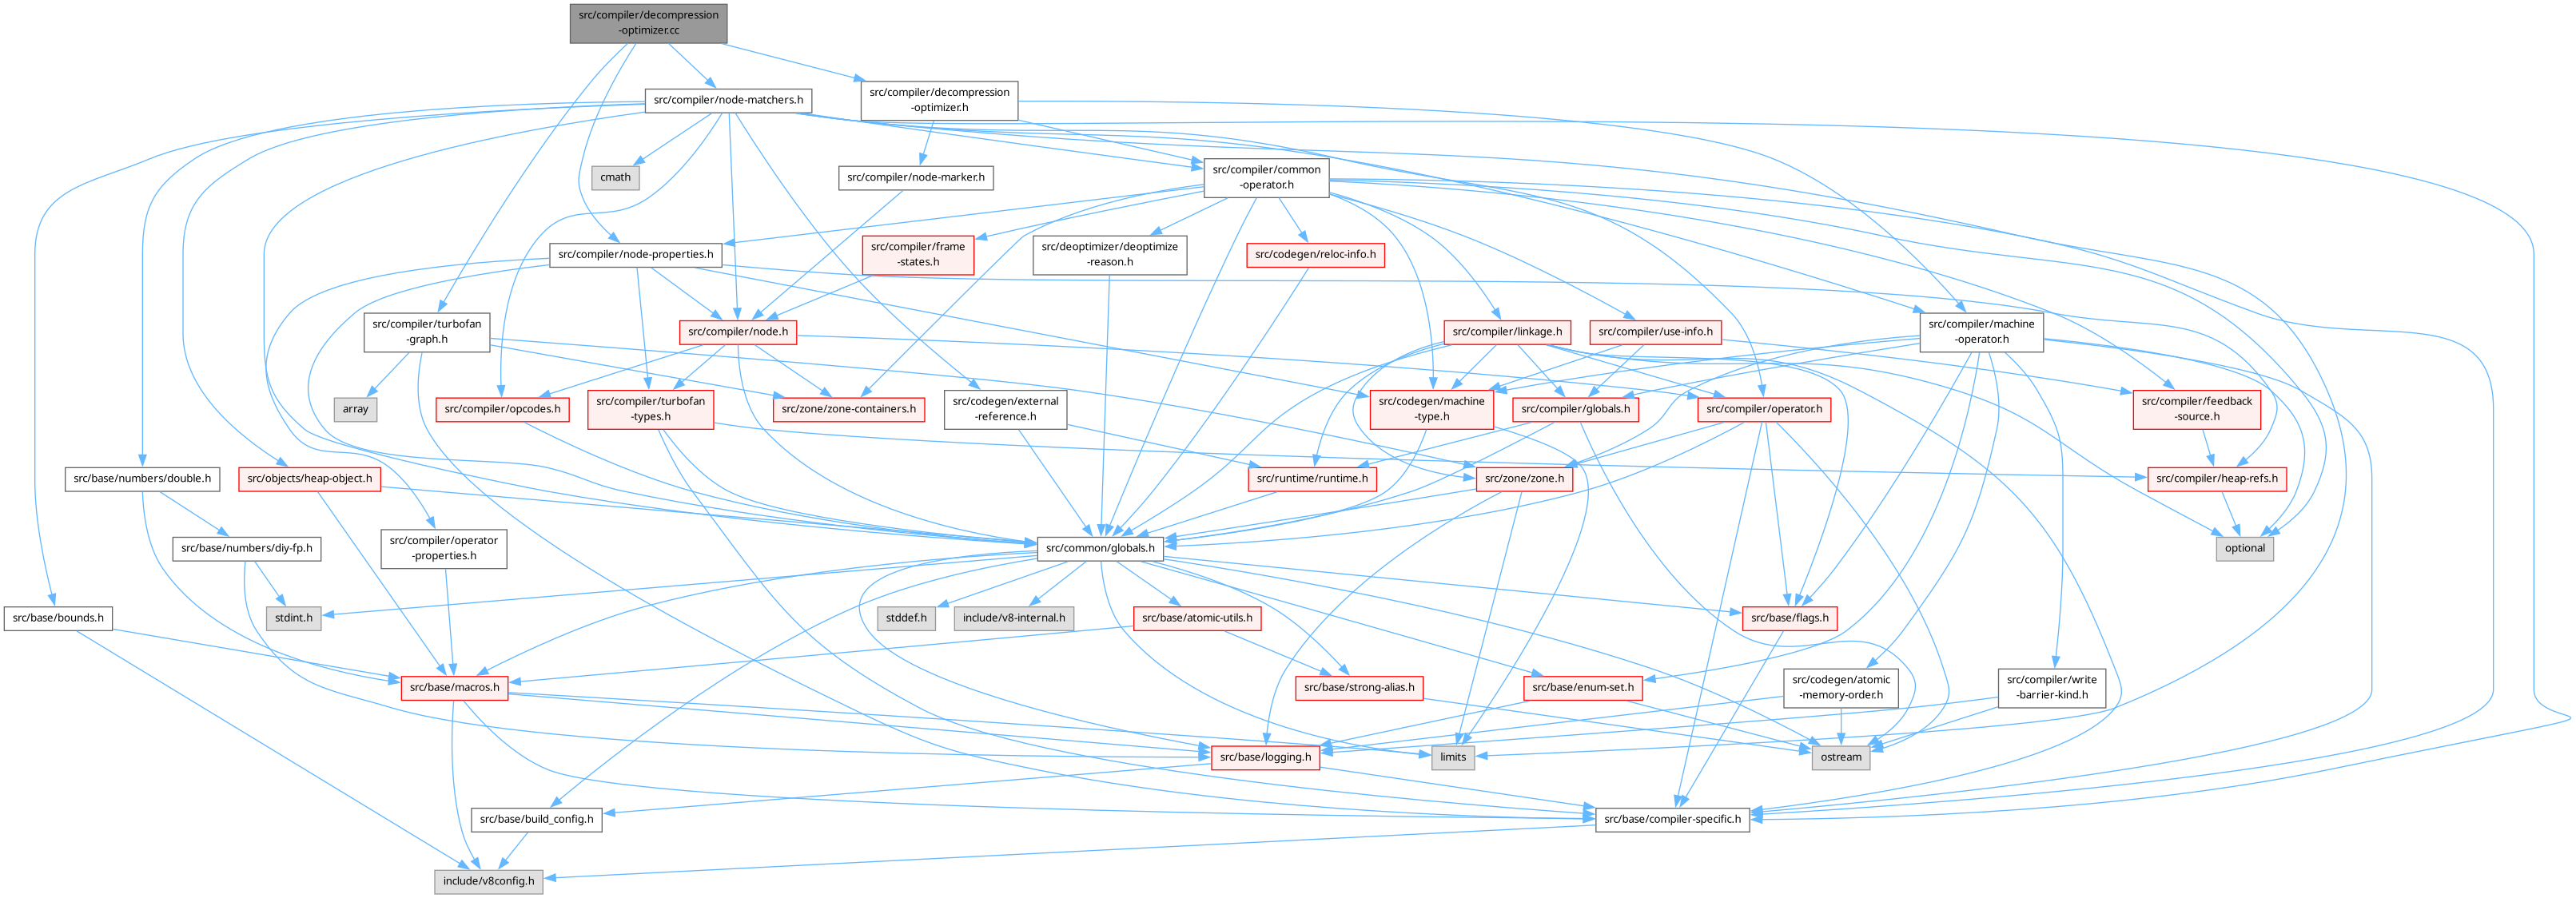 src/compiler/decompression
-optimizer.cc
src/compiler/node-matchers.h
src/compiler/decompression
-optimizer.h
cmath
src/compiler/node-marker.h
src/compiler/common
-operator.h
src/compiler/node-properties.h
src/compiler/frame
-states.h
src/deoptimizer/deoptimize
-reason.h
src/codegen/reloc-info.h
src/compiler/turbofan
-graph.h
src/compiler/node.h
src/compiler/linkage.h
src/compiler/use-info.h
src/compiler/machine
-operator.h
array
src/compiler/opcodes.h
src/compiler/turbofan
-types.h
src/zone/zone-containers.h
src/codegen/external
-reference.h
src/codegen/machine
-type.h
src/compiler/globals.h
src/compiler/operator.h
src/compiler/feedback
-source.h
src/base/numbers/double.h
src/objects/heap-object.h
src/runtime/runtime.h
src/zone/zone.h
src/compiler/heap-refs.h
src/base/numbers/diy-fp.h
src/compiler/operator
-properties.h
src/common/globals.h
optional
src/base/bounds.h
stdint.h
stddef.h
include/v8-internal.h
src/base/atomic-utils.h
src/base/flags.h
src/base/macros.h
src/base/strong-alias.h
src/base/enum-set.h
src/codegen/atomic
-memory-order.h
src/compiler/write
-barrier-kind.h
src/base/logging.h
limits
ostream
src/base/build_config.h
src/base/compiler-specific.h
include/v8config.h